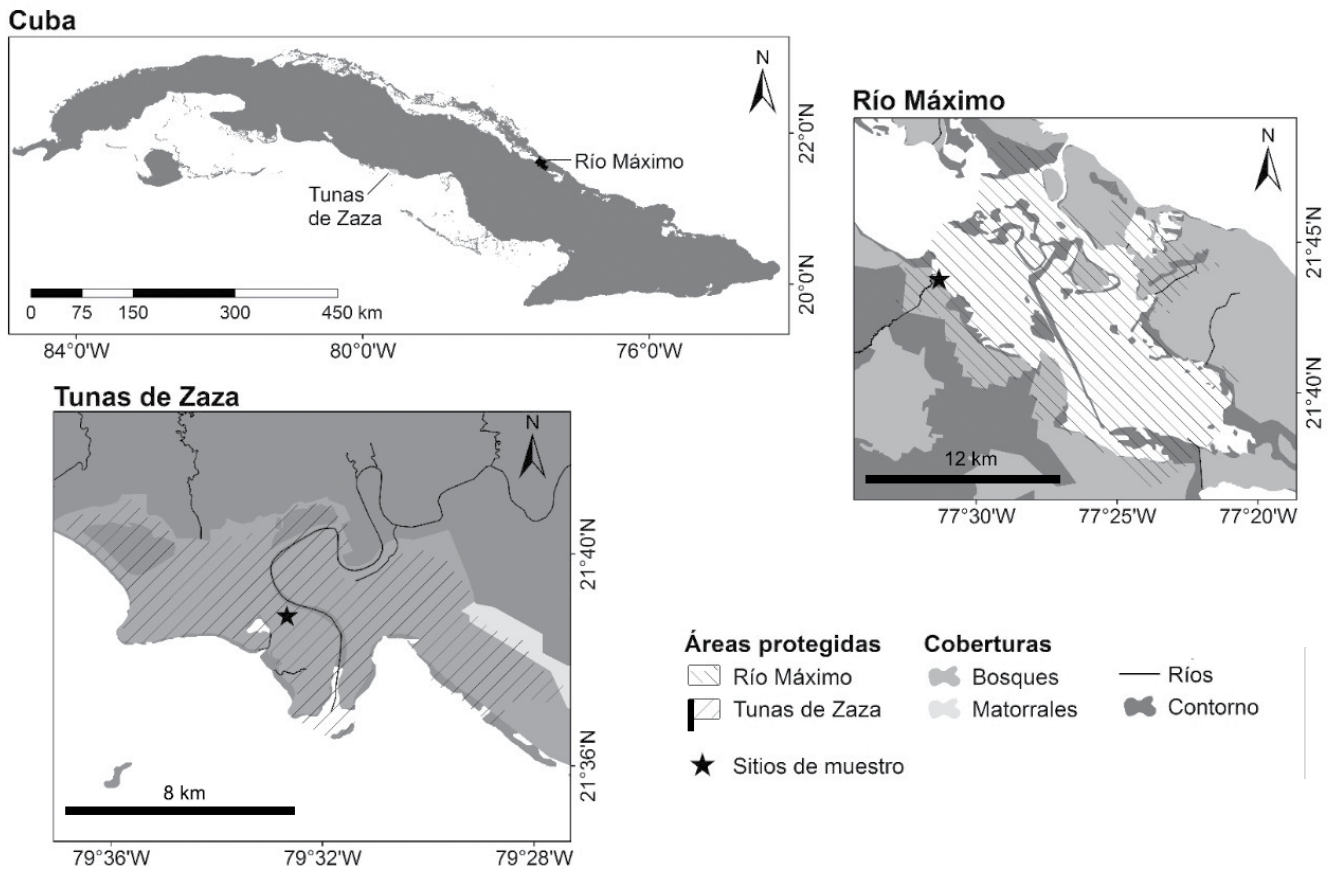 Cuba
N
22°0'N
Río Máximo
Tunas
de Zaza
20°0'N
0 75 150 300 450 km
84°0'W 80°0'W 76°0'W
Río Máximo
N
21°45'N
21°40'N
12 km
77°30'W 77°25'W 77°20'W
Tunas de Zaza
N
21°40'N
21°36'N
8 km
79°36'W 79°32'W 79°28'W
Áreas protegidas
Río Máximo
Tunas de Zaza
Sitios de muestro
Coberturas
Bosques
Matorrales
Ríos
Contorno